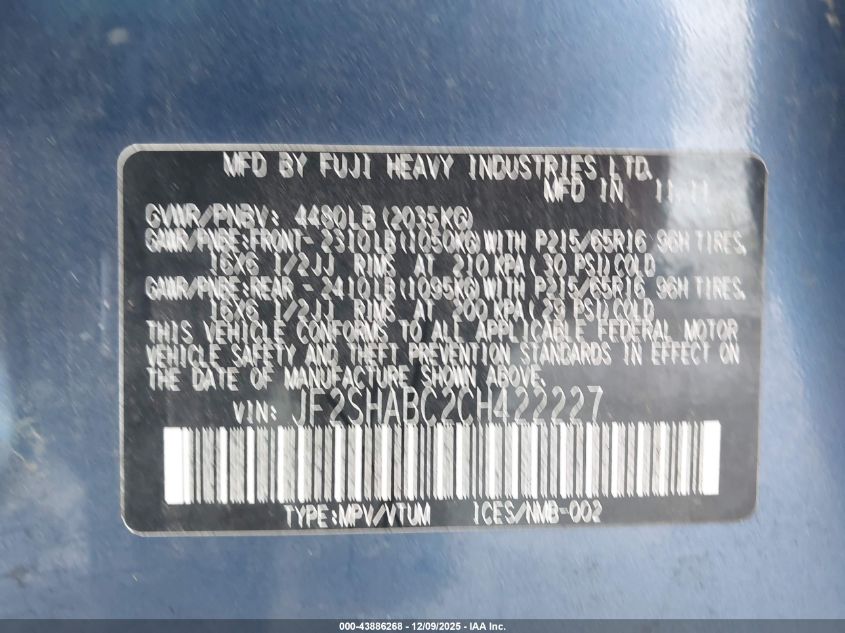 MFD BY FUJI HEAVY INDUSTRIES,LTD.
MFD IN 11-11
GVWR/PNBV: 4480LB(2035KG)
GAWR/PNBE:FRONT- 2310LB(1050KG)WITH P215/65R16 96H TIRES,
16X6 1/2JJ RIMS AT 210 KPA( 30 PSI)COLD
GAWR/PNBE:REAR - 2410LB(1095KG)WITH P215/65R16 96H TIRES,
16X6 1/2JJ RIMS AT 200 KPA( 29 PSI)COLD
THIS VEHICLE CONFORMS TO ALL APPLICABLE FEDERAL MOTOR
VEHICLE SAFETY AND THEFT PREVENTION STANDARDS IN EFFECT ON
THE DATE OF MANUFACTURE SHOWN ABOVE.
VIN: JF2SHABC2CH422227
TYPE:MPV/VTUM ICES/NMB-002
000-43886268 - 12/09/2025 - IAA Inc.